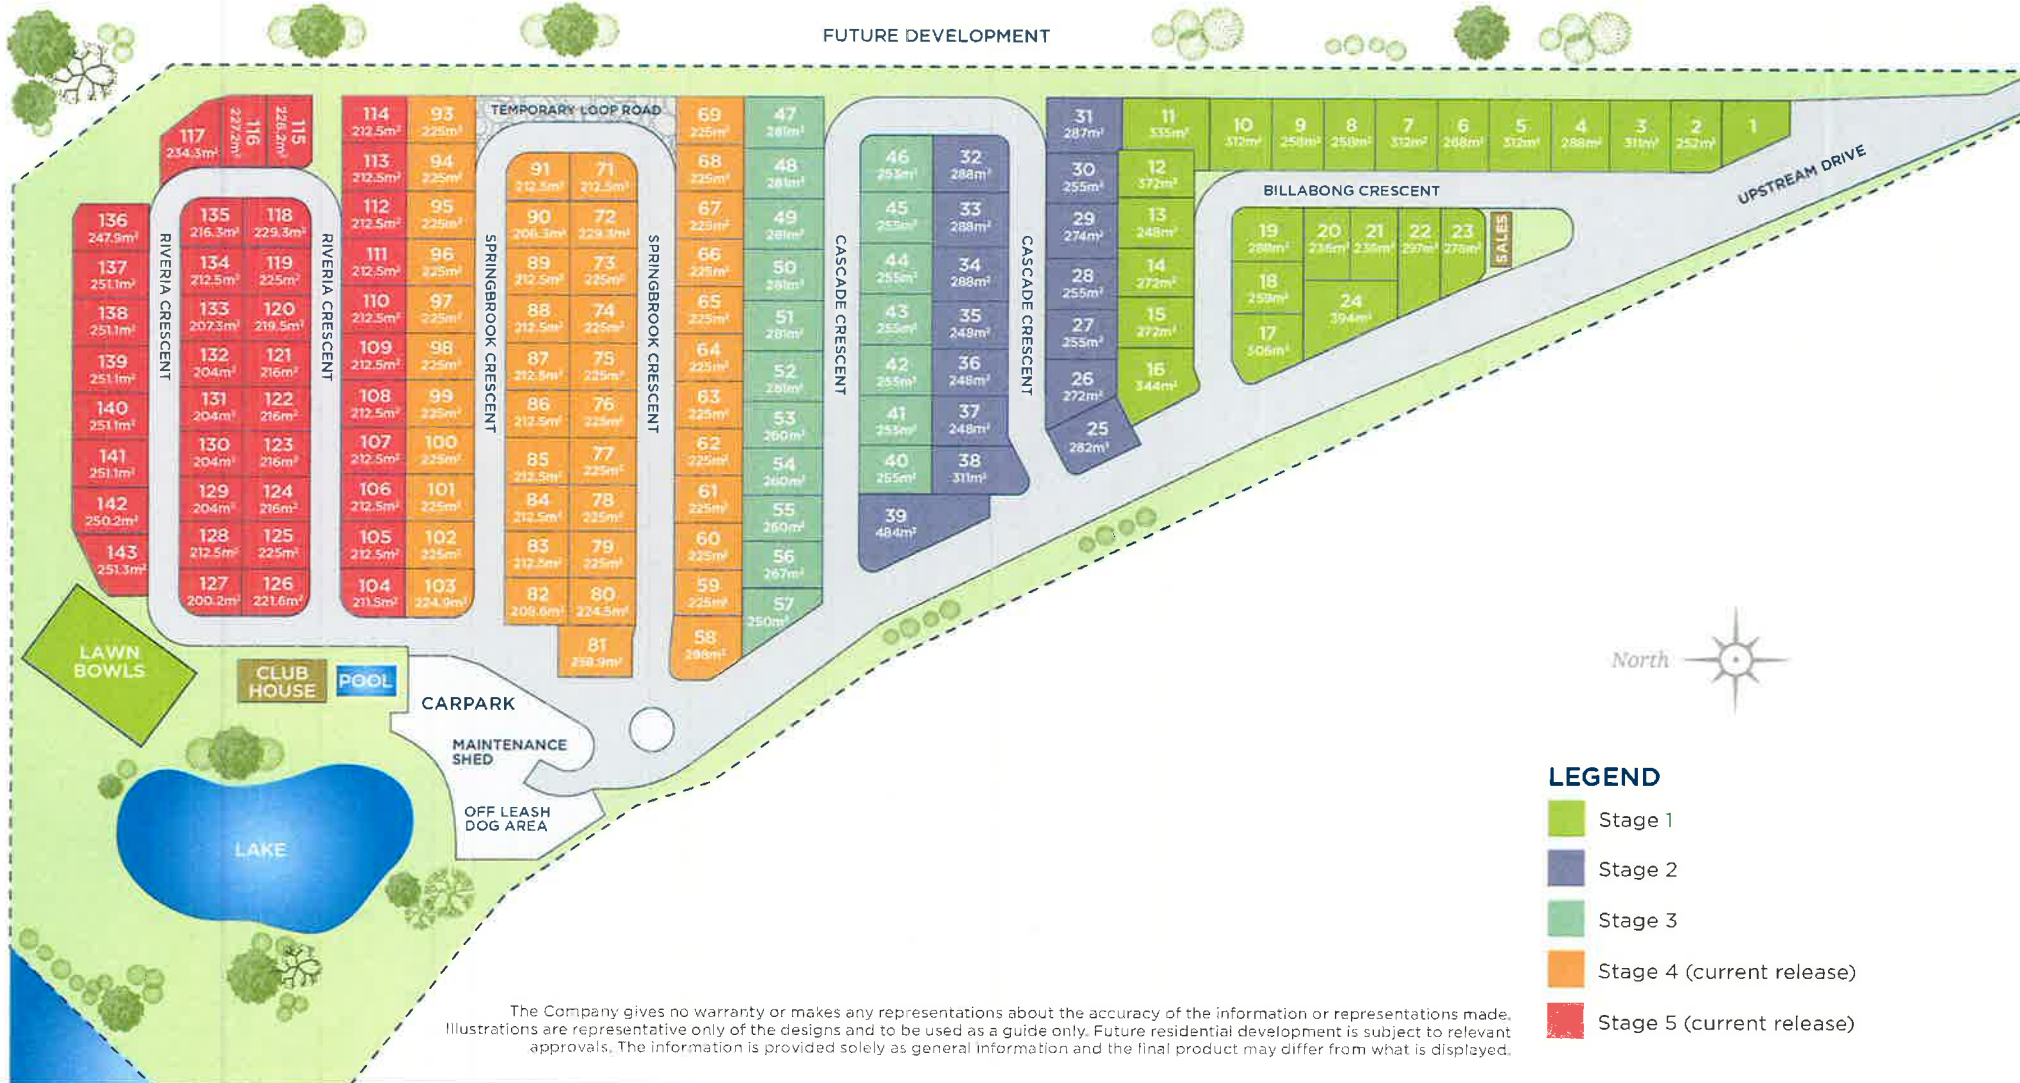 FUTURE DEVELOPMENT
TEMPORARY LOOP ROAD
117
234.3m²
116
227.2m²
115
226.2m²
114
212.5m²
113
212.5m²
112
212.5m²
111
212.5m²
110
212.5m²
109
212.5m²
108
212.5m²
107
212.5m²
106
212.5m²
105
212.5m²
104
211.5m²
93
225m²
94
225m²
95
225m²
96
225m²
97
225m²
98
225m²
99
225m²
100
225m²
101
225m²
102
225m²
103
224.9m²
136
247.9m²
137
251.1m²
138
251.1m²
139
251.1m²
140
251.1m²
141
251.1m²
142
250.2m²
143
251.3m²
RIVERIA CRESCENT
135
216.3m²
134
212.5m²
133
207.3m²
132
204m²
131
204m²
130
204m²
129
204m²
128
212.5m²
127
200.2m²
118
229.3m²
119
225m²
120
219.5m²
121
216m²
122
216m²
123
216m²
124
216m²
125
225m²
126
221.6m²
RIVERIA CRESCENT
SPRINGBROOK CRESCENT
91
212.5m²
90
208.3m²
89
212.5m²
88
212.5m²
87
212.5m²
86
212.5m²
85
212.5m²
84
212.5m²
83
212.5m²
82
208.6m²
71
212.5m²
72
229.3m²
73
225m²
74
225m²
75
225m²
76
225m²
77
225m²
78
225m²
79
225m²
80
224.5m²
81
258.9m²
SPRINGBROOK CRESCENT
69
225m²
68
225m²
67
225m²
66
225m²
65
225m²
64
225m²
63
225m²
62
225m²
61
225m²
60
225m²
59
225m²
58
298m²
47
281m²
48
281m²
49
281m²
50
281m²
51
281m²
52
281m²
53
260m²
54
260m²
55
260m²
56
267m²
57
250m²
CASCADE CRESCENT
46
253m²
45
255m²
44
255m²
43
255m²
42
255m²
41
253m²
40
255m²
39
484m²
32
288m²
33
288m²
34
288m²
35
248m²
36
248m²
37
248m²
38
311m²
CASCADE CRESCENT
31
287m²
30
255m²
29
274m²
28
255m²
27
255m²
26
272m²
25
282m²
11
335m²
12
372m²
13
248m²
14
272m²
15
272m²
16
344m²
10
312m²
9
258m²
8
258m²
7
312m²
6
268m²
5
312m²
4
288m²
3
311m²
2
252m²
1
BILLABONG CRESCENT
UPSTREAM DRIVE
19
288m²
18
259m²
17
306m²
20
236m²
21
236m²
22
297m²
23
276m²
24
394m²
SALES
LAWN
BOWLS
CLUB
HOUSE
POOL
CARPARK
MAINTENANCE
SHED
OFF LEASH
DOG AREA
LAKE
North
LEGEND
Stage 1
Stage 2
Stage 3
Stage 4 (current release)
Stage 5 (current release)
The Company gives no warranty or makes any representations about the accuracy of the information or representations made.
Illustrations are representative only of the designs and to be used as a guide only. Future residential development is subject to relevant
approvals. The information is provided solely as general information and the final product may differ from what is displayed.